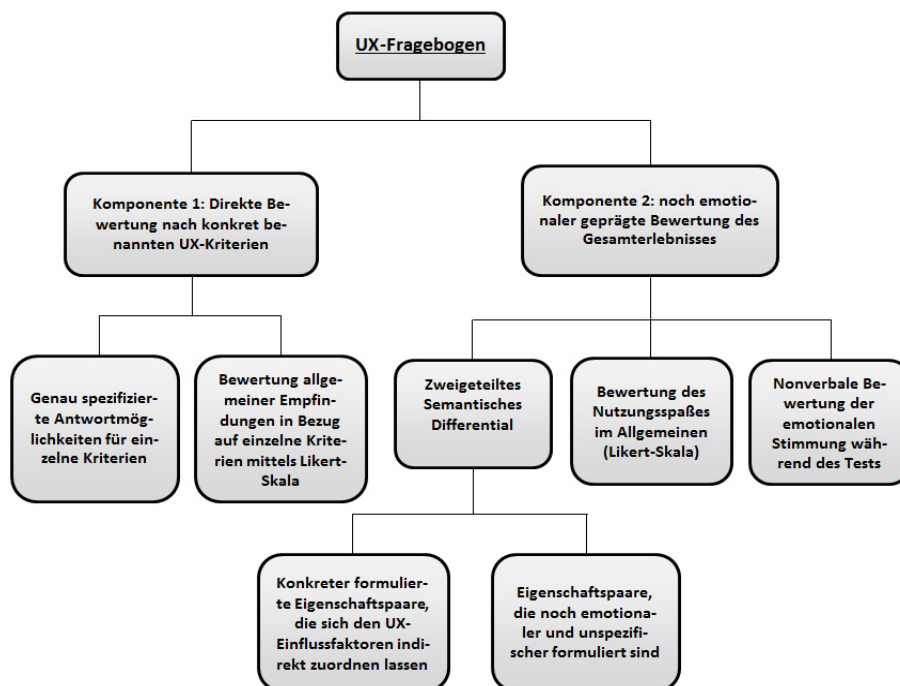 UX-Fragebogen
Komponente 1: Direkte Be-
wertung nach konkret be-
nannten UX-Kriterien
Komponente 2: noch emotio-
naler geprägte Bewertung des
Gesamterlebnisses
Genau spezifizier-
te Antwortmög-
lichkeiten für ein-
zelne Kriterien
Bewertung allge-
meiner Empfin-
dungen in Bezug
auf einzelne Krite-
rien mittels Likert-
Skala
Zweigeteiltes
Semantisches
Differential
Bewertung des
Nutzungsspaßes
im Allgemeinen
(Likert-Skala)
Nonverbale Be-
wertung der
emotionalen
Stimmung wäh-
rend des Tests
Konkreter formulier-
te Eigenschaftspaare,
die sich den UX-
Einflussfaktoren indi-
rekt zuordnen lassen
Eigenschaftspaare,
die noch emotiona-
ler und unspezifi-
scher formuliert sind